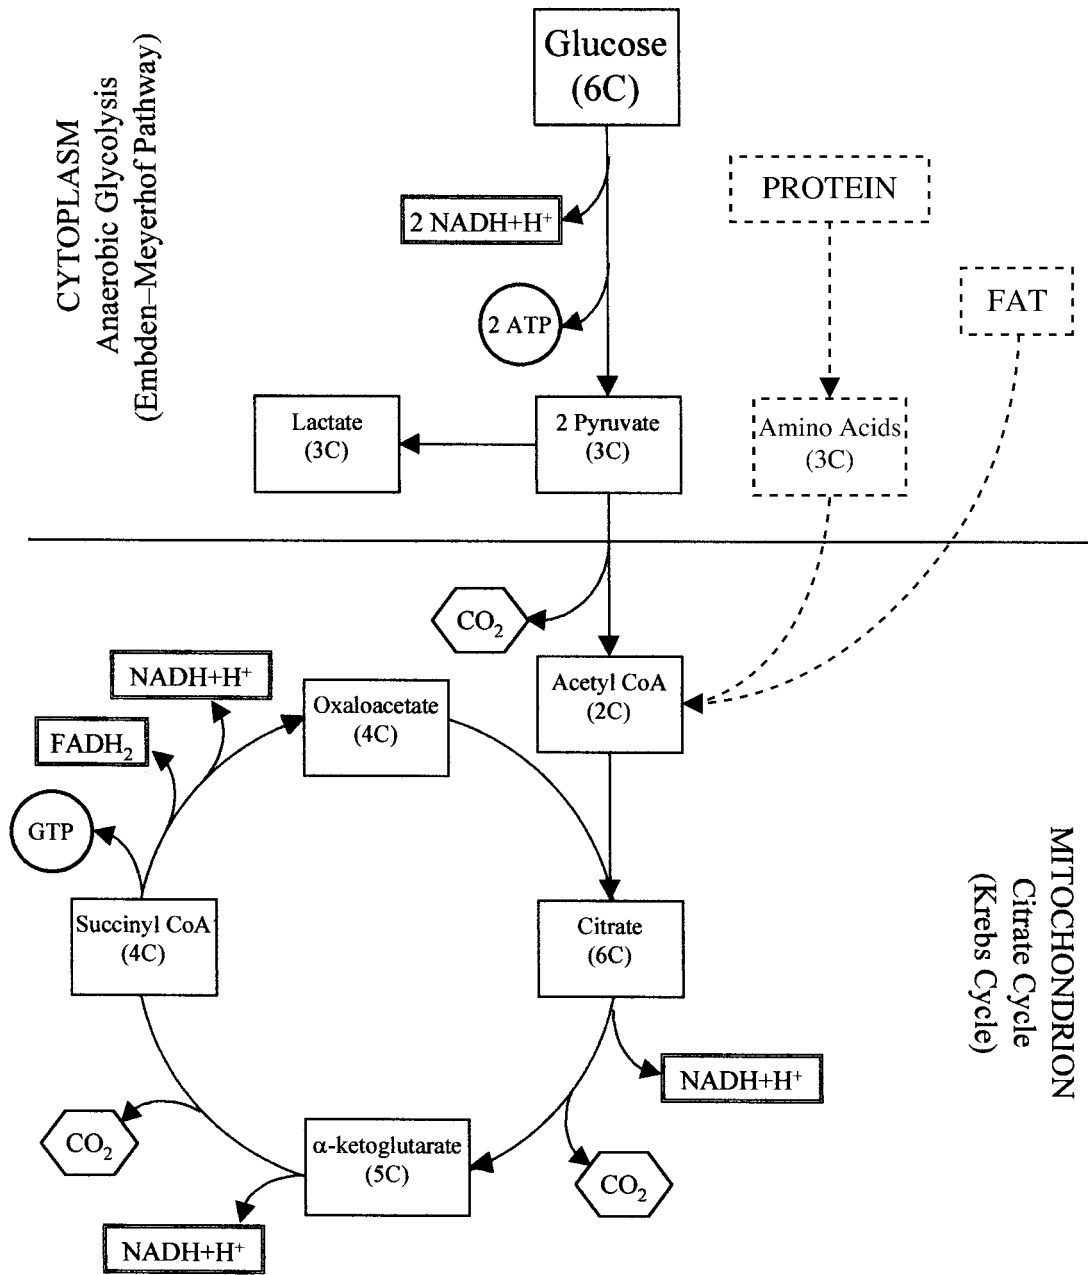 Glucose
(6C)
CYTOPLASM
Anaerobic Glycolysis
(Embden–Meyerhof Pathway)
PROTEIN
2 NADH+H⁺
FAT
2 ATP
Lactate
(3C)
2 Pyruvate
(3C)
Amino Acids
(3C)
CO₂
NADH+H⁺
Oxaloacetate
(4C)
Acetyl CoA
(2C)
FADH₂
GTP
MITOCHONDRION
Citrate Cycle
(Krebs Cycle)
Succinyl CoA
(4C)
Citrate
(6C)
NADH+H⁺
CO₂
α-ketoglutarate
(5C)
CO₂
NADH+H⁺